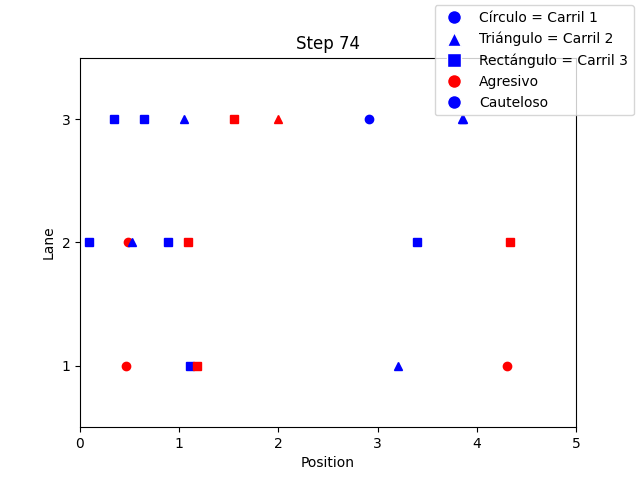 Step 74
Círculo = Carril 1
Triángulo = Carril 2
Rectángulo = Carril 3
Agresivo
Cauteloso
Lane
3
2
1
0 1 2 3 4 5
Position